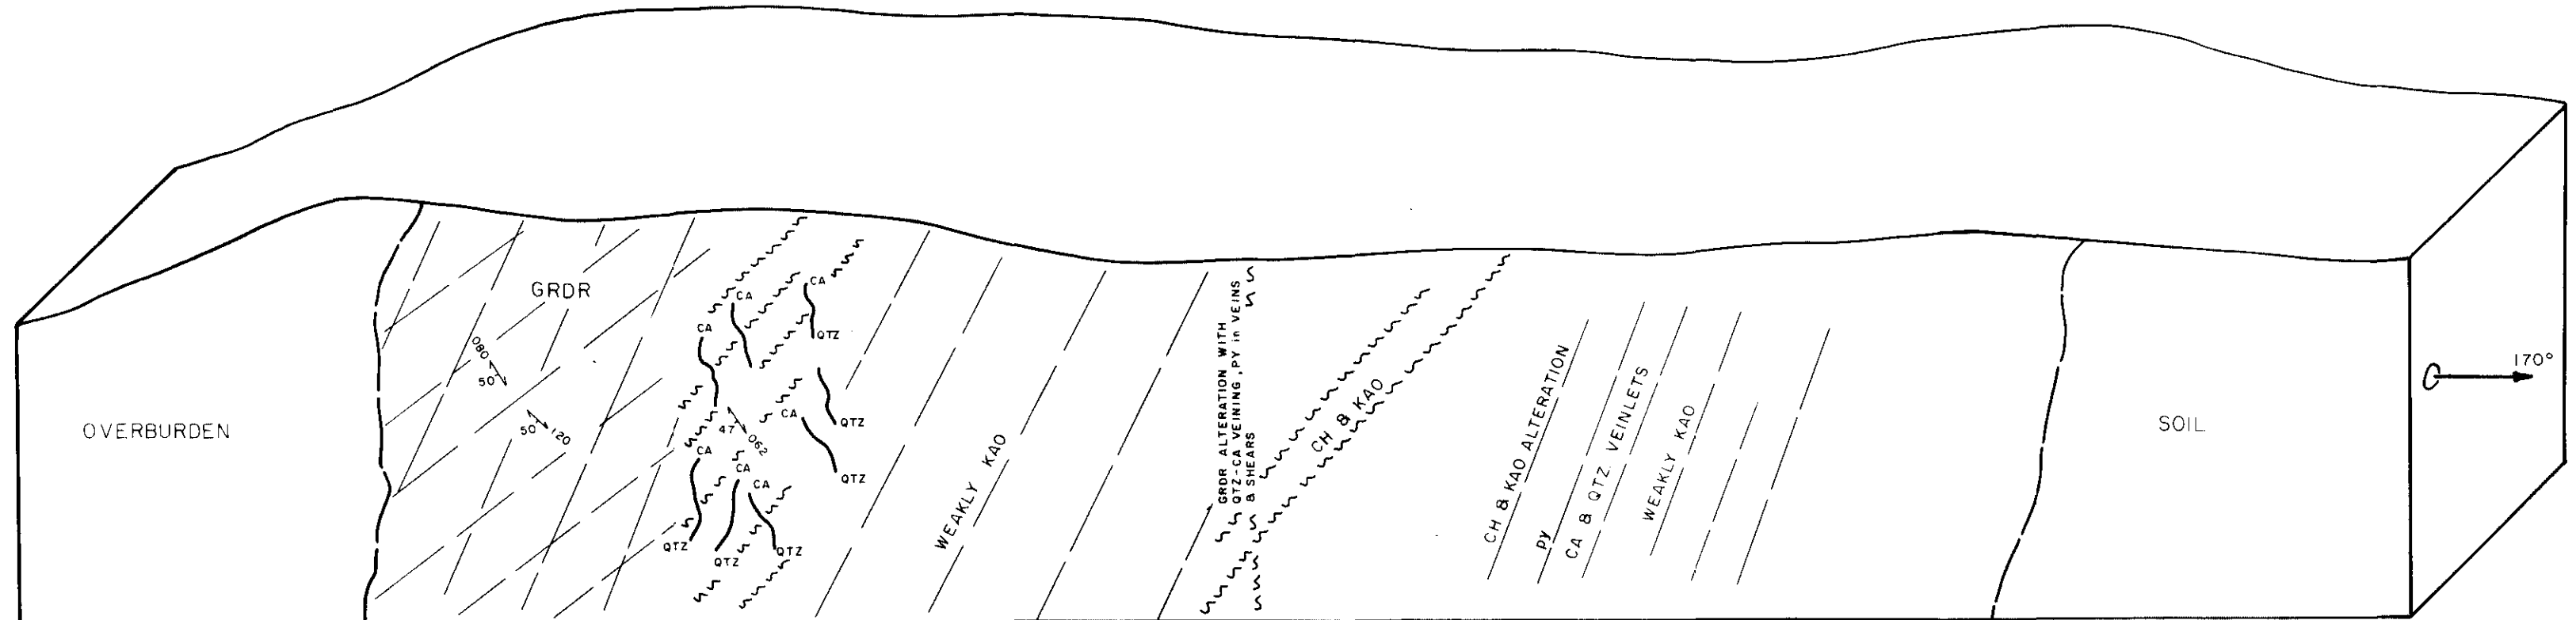 OVERBURDEN
GRDR
080
50
50
120
CA
CA
CA
QTZ
QTZ
CA
QTZ
47
062
CA
CA
CA
QTZ
QTZ
QTZ
WEAKLY KAO
GRDR ALTERATION WITH
QTZ-CA VEINING, PY in VEINS
& SHEARS
CH & KAO
CH & KAO ALTERATION
PY
CA & QTZ VEINLETS
WEAKLY KAO
SOIL
170°